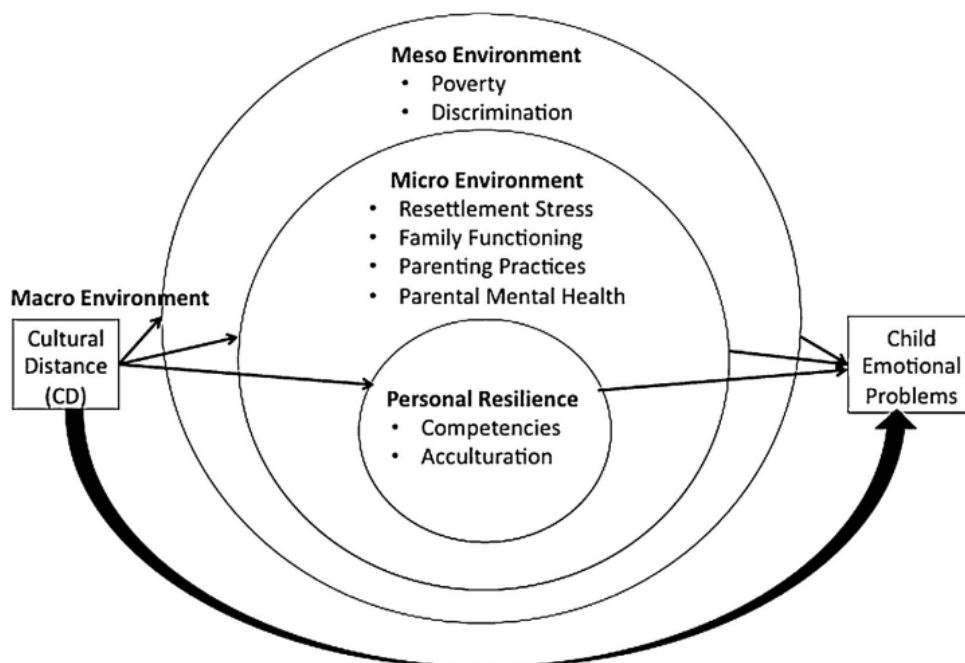 Meso Environment
• Poverty
• Discrimination
Micro Environment
• Resettlement Stress
• Family Functioning
• Parenting Practices
• Parental Mental Health
Macro Environment
Cultural
Distance
(CD)
Personal Resilience
• Competencies
• Acculturation
Child
Emotional
Problems